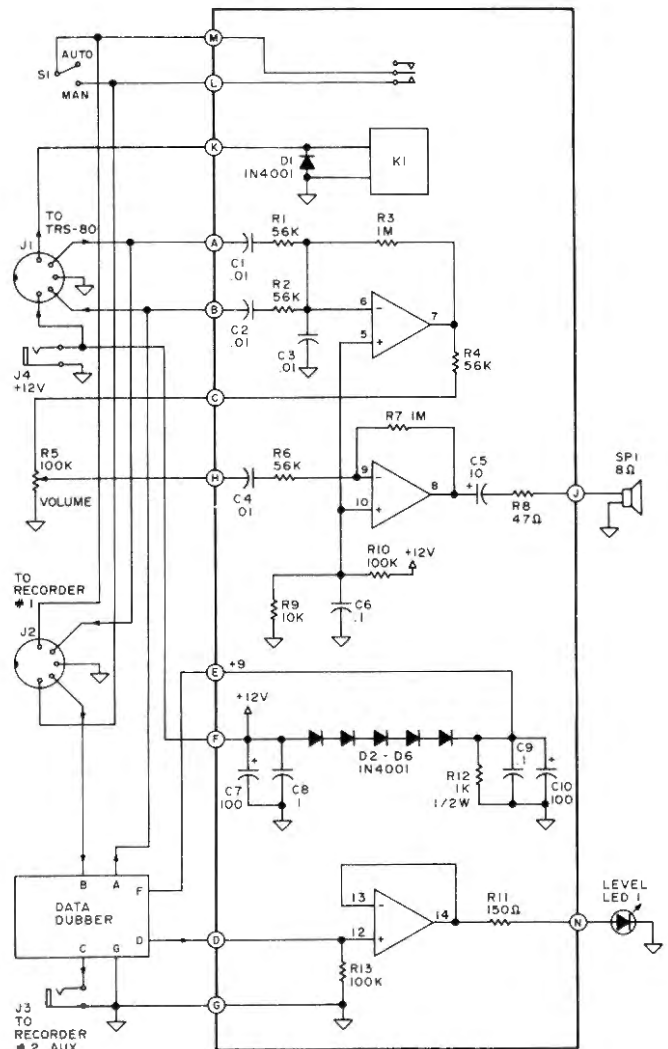 M
AUTO
S1
MAN
L
K
D1
1N4001
K1
TO
TRS-80
J1
A
C1
.01
R1
56K
R3
1M
B
C2
.01
R2
56K
C3
.01
6
-
5
+
7
R4
56K
J4
+12V
C
R5
100K
VOLUME
H
C4
.01
R6
56K
R7 1M
9
-
10
+
8
C5
10
+
R8
47Ω
J
SP1
8Ω
R10
100K
+12V
R9
10K
C6
.1
TO
RECORDER
#1
J2
E
+9
+12V
F
+
C7
100
C8
.1
D2 - D6
1N4001
R12
1K
1/2W
C9
.1
+
C10
100
B
A
F
DATA
DUBBER
D
C
G
D
13
-
12
+
14
R11
150Ω
N
LEVEL
LED 1
R13
100K
G
J3
TO
RECORDER
#2 AUX